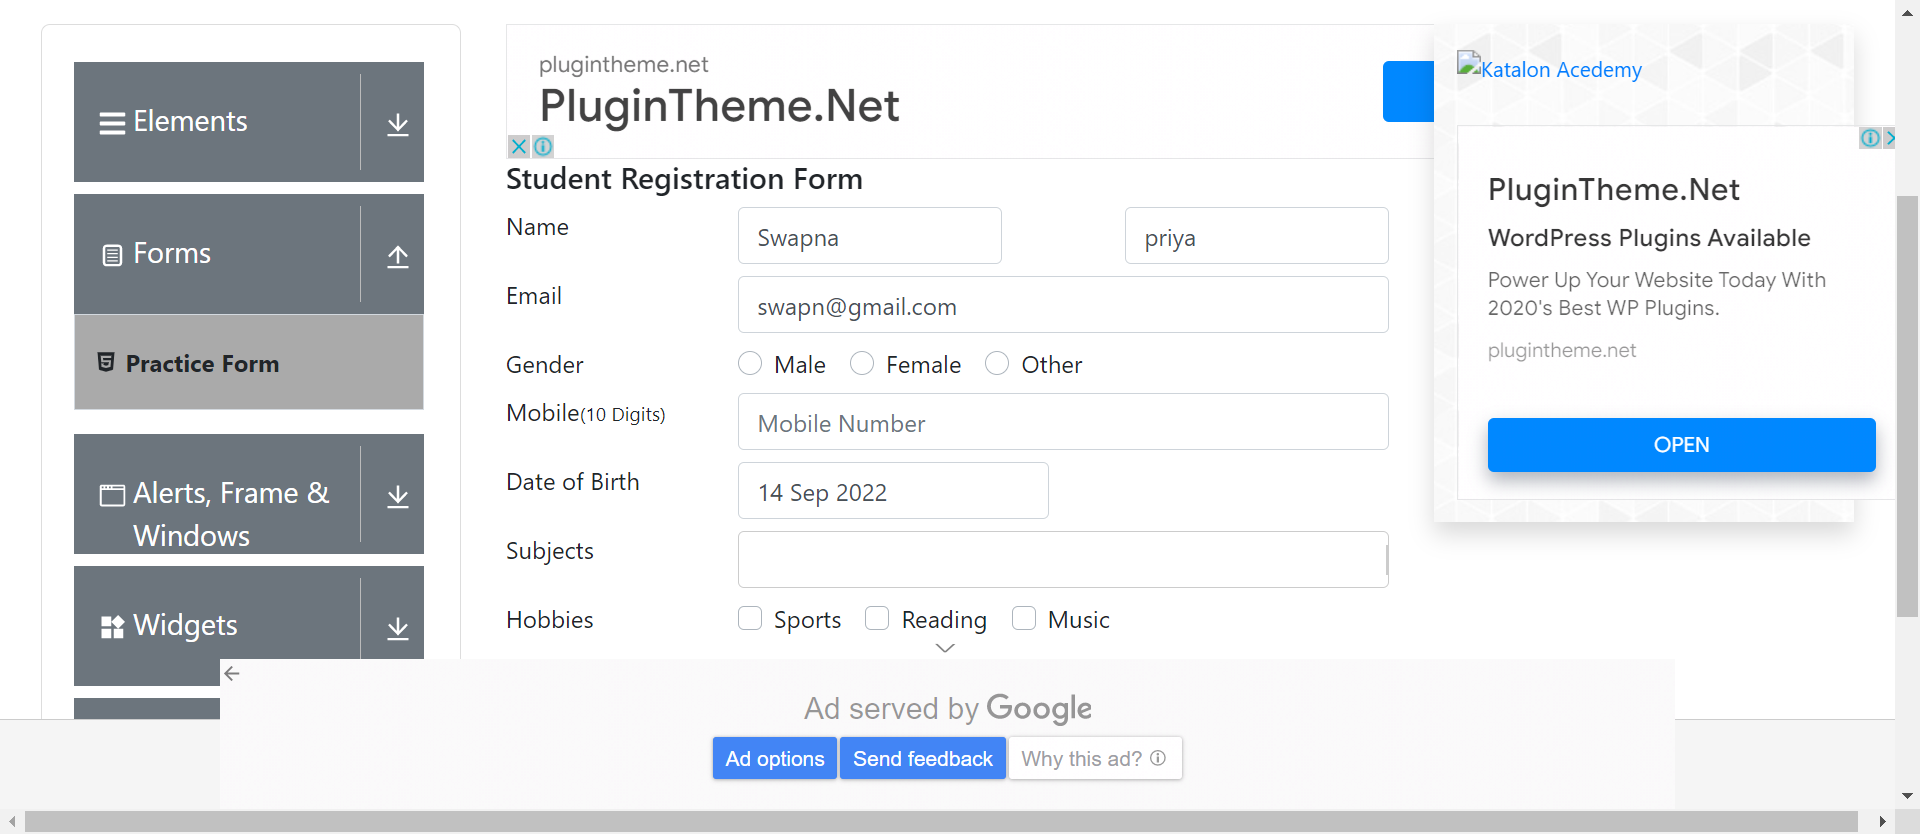 Elements
Forms
Practice Form
Alerts, Frame &
Windows
Widgets
plugintheme.net
PluginTheme.Net
Student Registration Form
Name
Swapna
priya
Email
swapn@gmail.com
Gender
Male
Female
Other
Mobile(10 Digits)
Mobile Number
Date of Birth
14 Sep 2022
Subjects
Hobbies
Sports
Reading
Music
Katalon Acedemy
PluginTheme.Net
WordPress Plugins Available
Power Up Your Website Today With
2020's Best WP Plugins.
plugintheme.net
OPEN
Ad served by Google
Ad options
Send feedback
Why this ad?